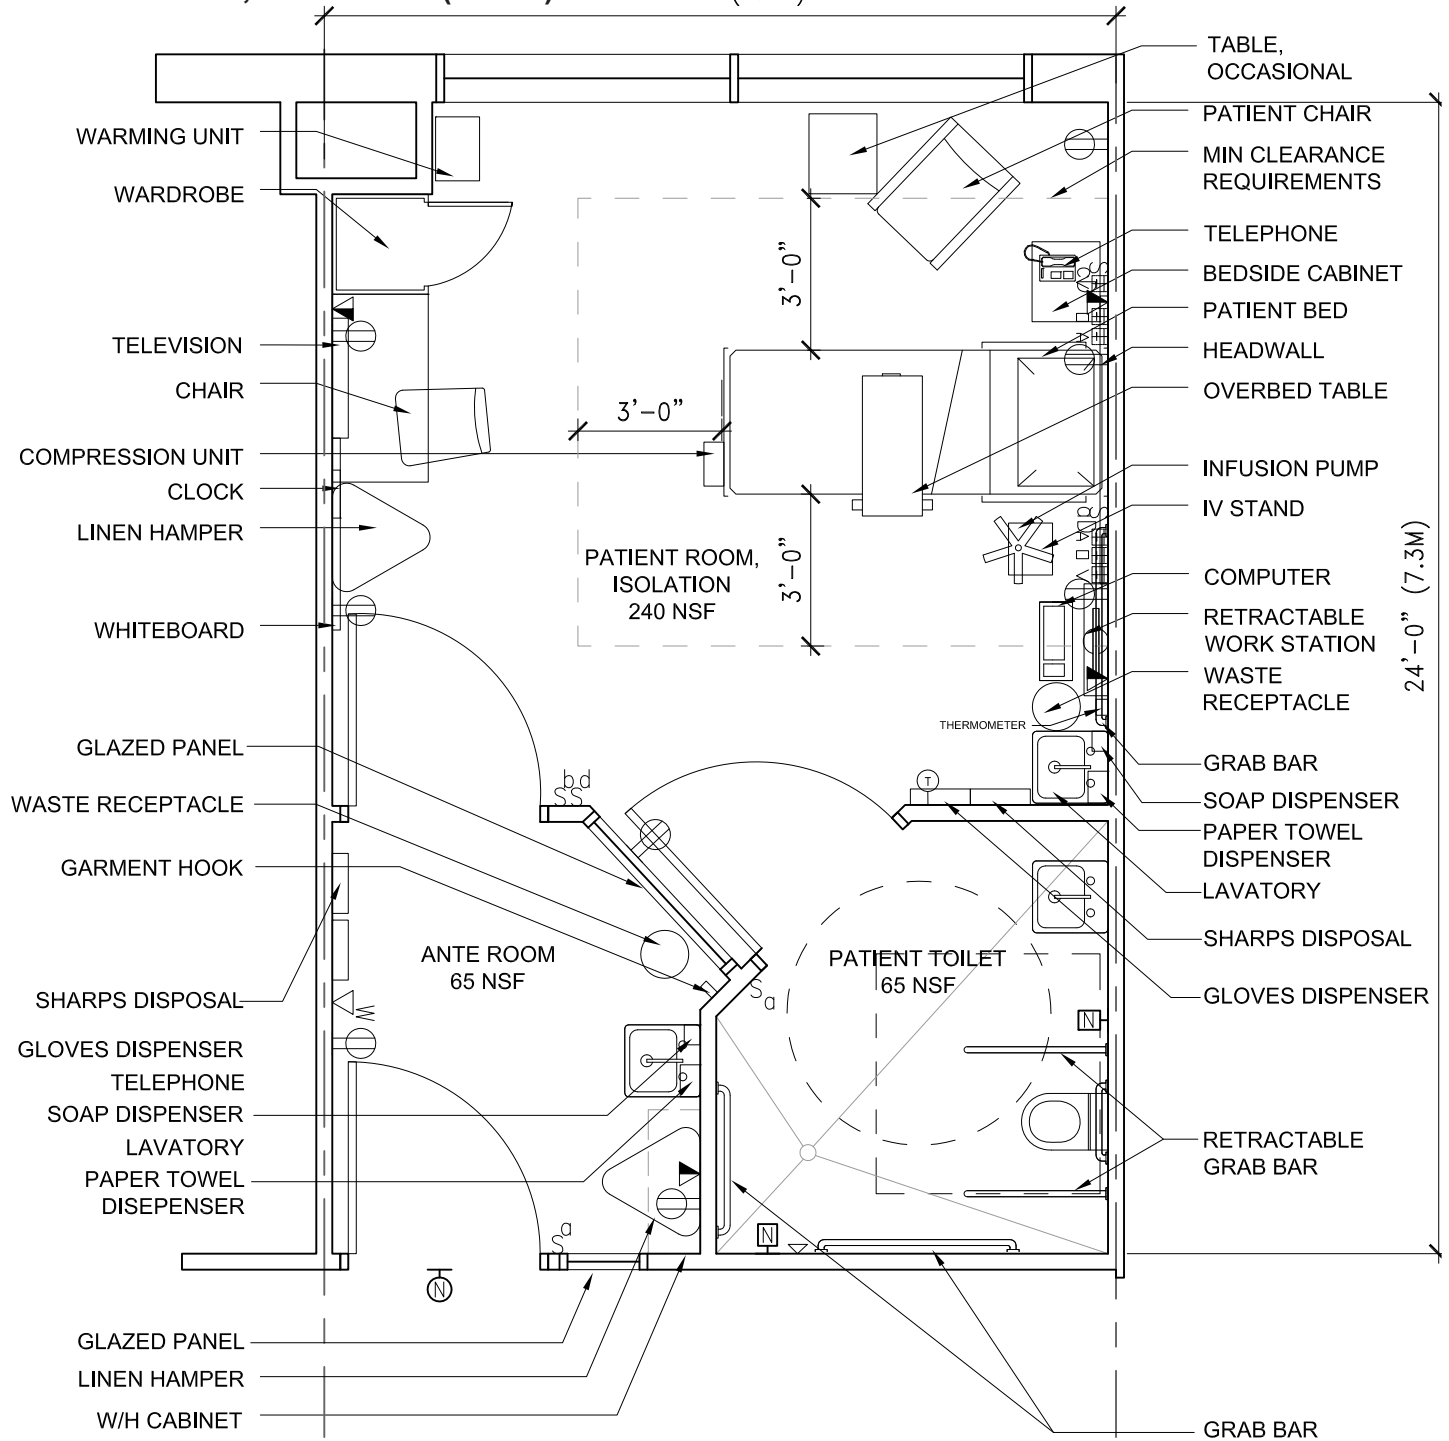 TABLE,
OCCASIONAL
PATIENT CHAIR
MIN CLEARANCE
REQUIREMENTS
TELEPHONE
BEDSIDE CABINET
PATIENT BED
HEADWALL
OVERBED TABLE
INFUSION PUMP
IV STAND
COMPUTER
RETRACTABLE
WORK STATION
WASTE
RECEPTACLE
GRAB BAR
SOAP DISPENSER
PAPER TOWEL
DISPENSER
LAVATORY
SHARPS DISPOSAL
GLOVES DISPENSER
RETRACTABLE
GRAB BAR
GRAB BAR
24'-0" (7.3M)
WARMING UNIT
WARDROBE
TELEVISION
CHAIR
COMPRESSION UNIT
CLOCK
LINEN HAMPER
WHITEBOARD
GLAZED PANEL
WASTE RECEPTACLE
GARMENT HOOK
SHARPS DISPOSAL
GLOVES DISPENSER
TELEPHONE
SOAP DISPENSER
LAVATORY
PAPER TOWEL
DISEPENSER
GLAZED PANEL
LINEN HAMPER
W/H CABINET
3'-0"
3'-0"
3'-0"
PATIENT ROOM,
ISOLATION
240 NSF
THERMOMETER
T
bd
SS
ANTE ROOM
65 NSF
PATIENT TOILET
65 NSF
Sa
W
N
N
Sa
N